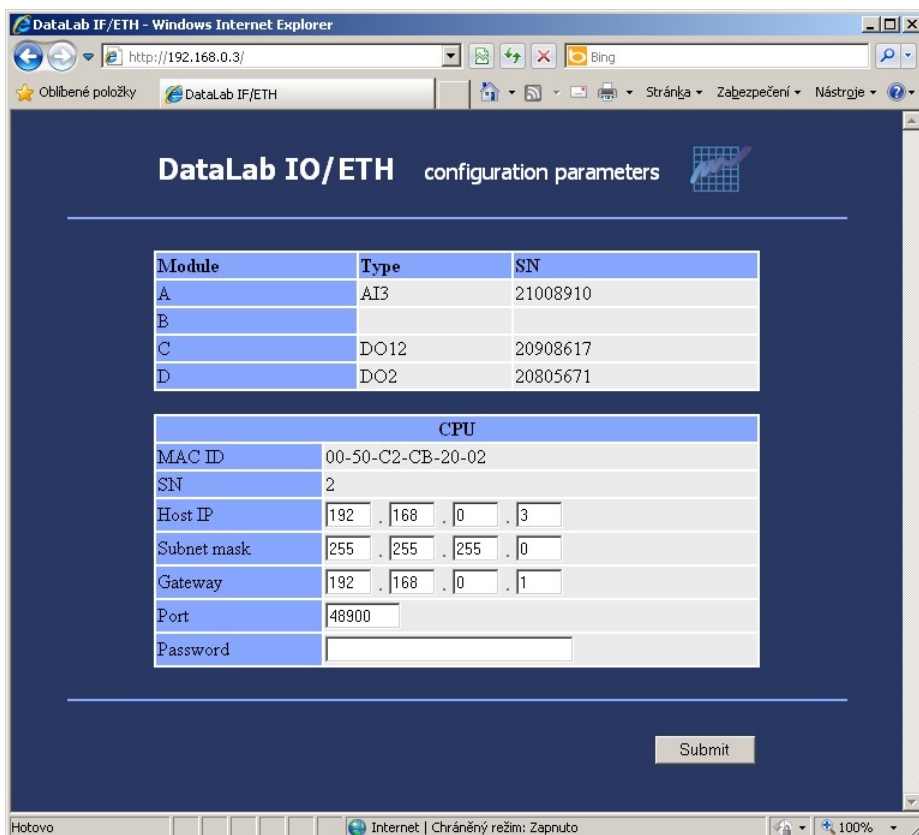 DataLab IF/ETH - Windows Internet Explorer
http://192.168.0.3/
Bing
Oblíbené položky DataLab IF/ETH Stránka Zabezpečení Nástroje
DataLab IO/ETH configuration parameters
Module Type SN
A AI3 21008910
B
C DO12 20908617
D DO2 20805671
CPU
MAC ID 00-50-C2-CB-20-02
SN 2
Host IP 192 . 168 . 0 . 3
Subnet mask 255 . 255 . 255 . 0
Gateway 192 . 168 . 0 . 1
Port 48900
Password
Submit
Hotovo Internet | Chráněný režim: Zapnuto 100%